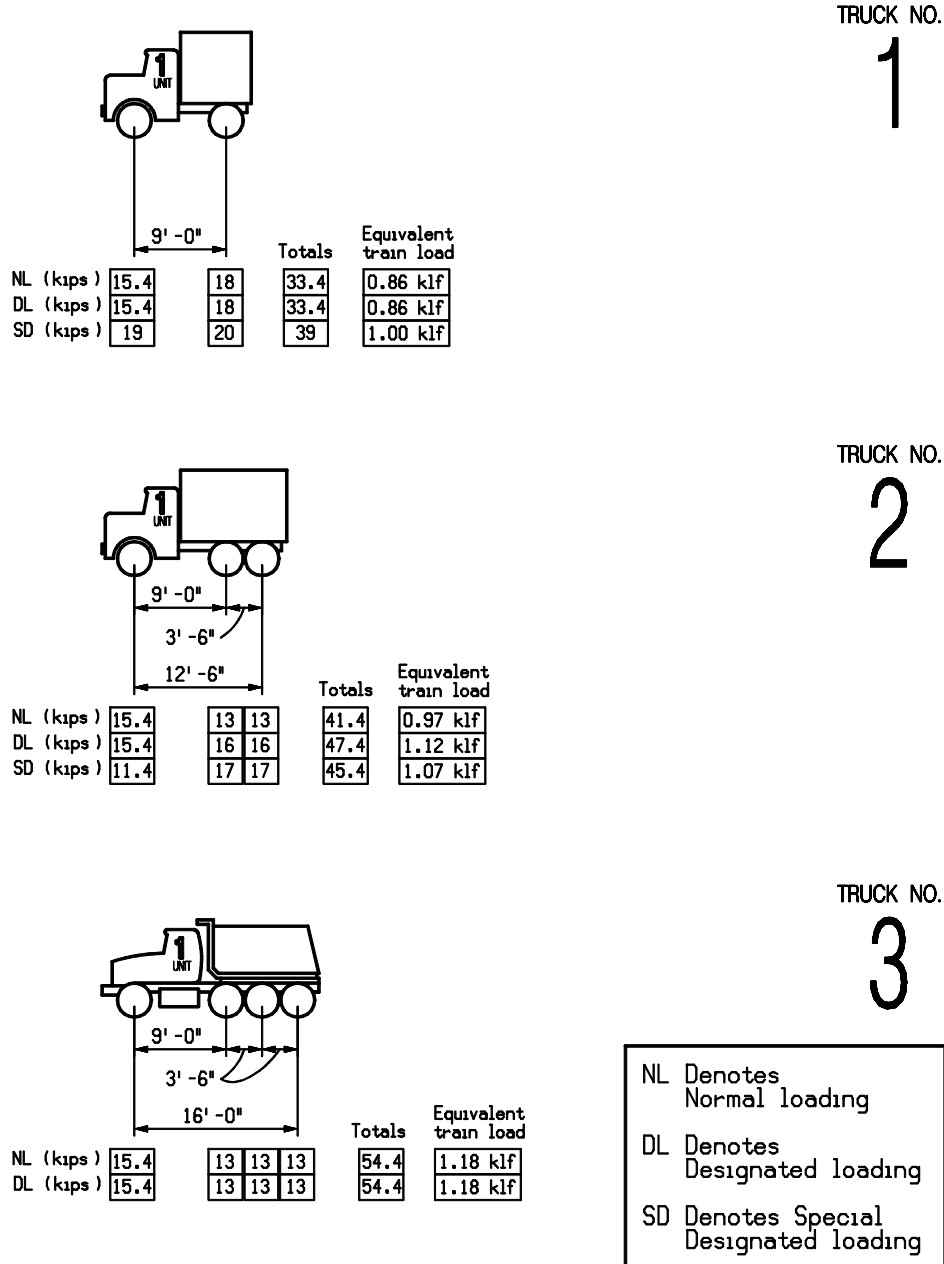 TRUCK NO.
1
1
UNIT
9'-0"
Totals
Equivalent
train load
NL (kips) 15.4 18 33.4 0.86 klf
DL (kips) 15.4 18 33.4 0.86 klf
SD (kips) 19 20 39 1.00 klf
TRUCK NO.
2
1
UNIT
9'-0"
3'-6"
12'-6"
Totals
Equivalent
train load
NL (kips) 15.4 13 13 41.4 0.97 klf
DL (kips) 15.4 16 16 47.4 1.12 klf
SD (kips) 11.4 17 17 45.4 1.07 klf
TRUCK NO.
3
1
UNIT
9'-0"
3'-6"
16'-0"
Totals
Equivalent
train load
NL (kips) 15.4 13 13 13 54.4 1.18 klf
DL (kips) 15.4 13 13 13 54.4 1.18 klf
NL Denotes
Normal loading
DL Denotes
Designated loading
SD Denotes Special
Designated loading